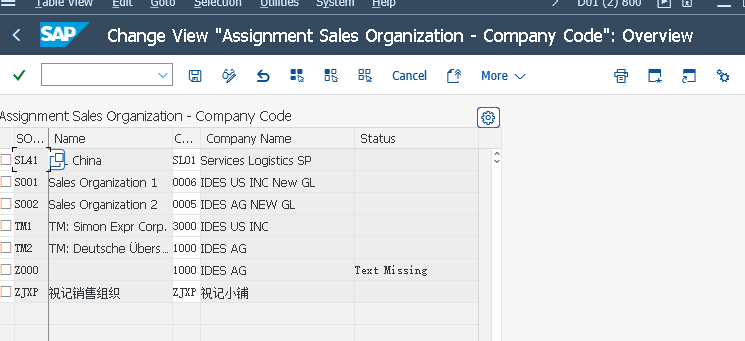 Table View Edit Goto Selection Utilities System Help D01 (2) 800
SAP Change View "Assignment Sales Organization - Company Code": Overview
Cancel More
Assignment Sales Organization - Company Code
SO... Name C... Company Name Status
SL41 China SL01 Services Logistics SP
S001 Sales Organization 1 0006 IDES US INC New GL
S002 Sales Organization 2 0005 IDES AG NEW GL
TM1 TM: Simon Expr Corp. 3000 IDES US INC
TM2 TM: Deutsche Übers... 1000 IDES AG
Z000 1000 IDES AG Text Missing
ZJXP 祝记销售组织 ZJXP 祝记小铺